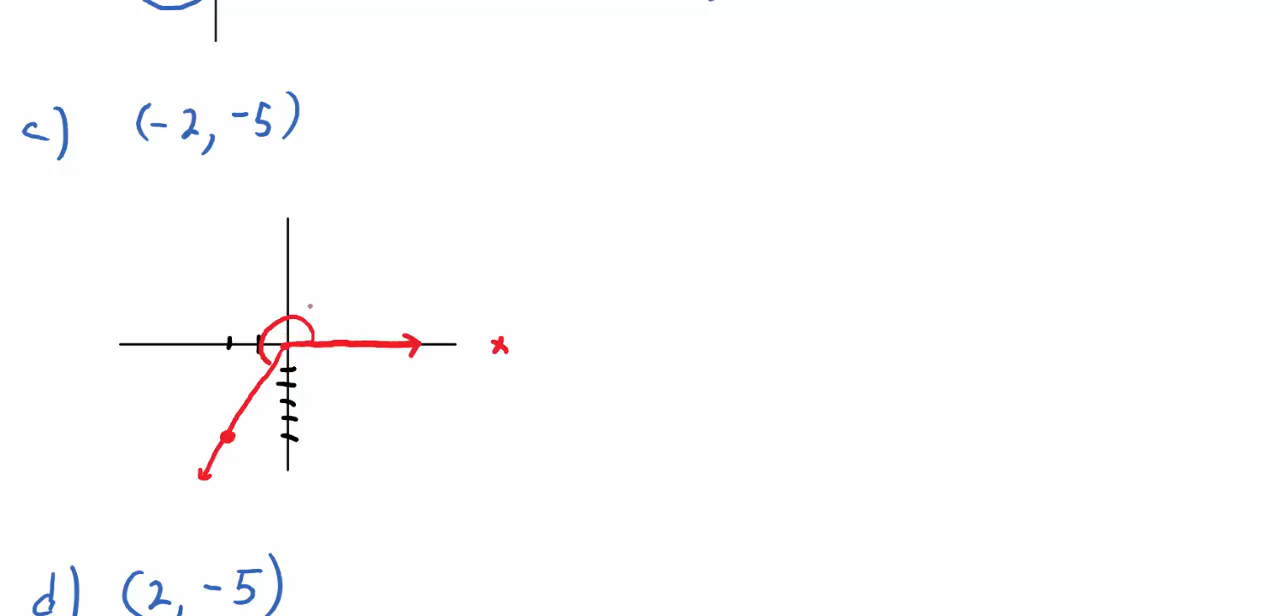 c) (-2, -5)
x
d) (2, -5)